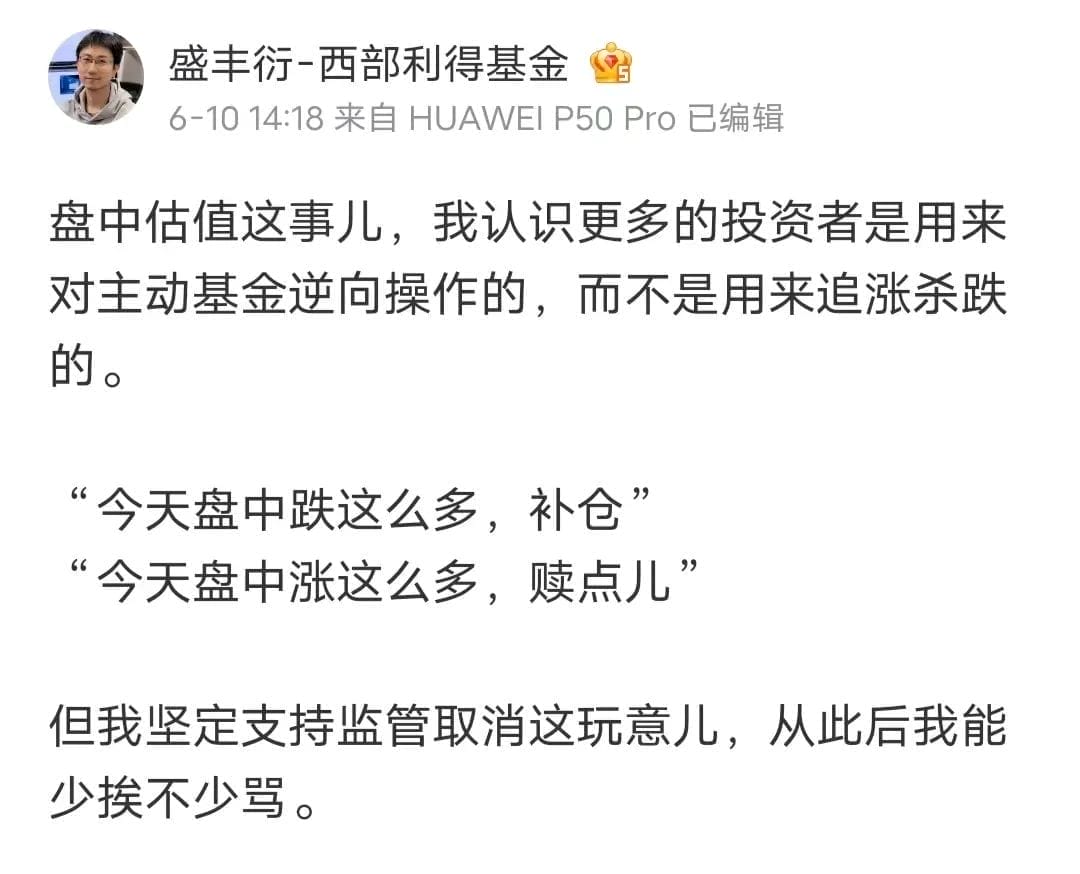 盛丰衍-西部利得基金 5
6-10 14:18 来自 HUAWEI P50 Pro 已编辑
盘中估值这事儿，我认识更多的投资者是用来
对主动基金逆向操作的，而不是用来追涨杀跌
的。
“今天盘中跌这么多，补仓”
“今天盘中涨这么多，赎点儿”
但我坚定支持监管取消这玩意儿，从此后我能
少挨不少骂。